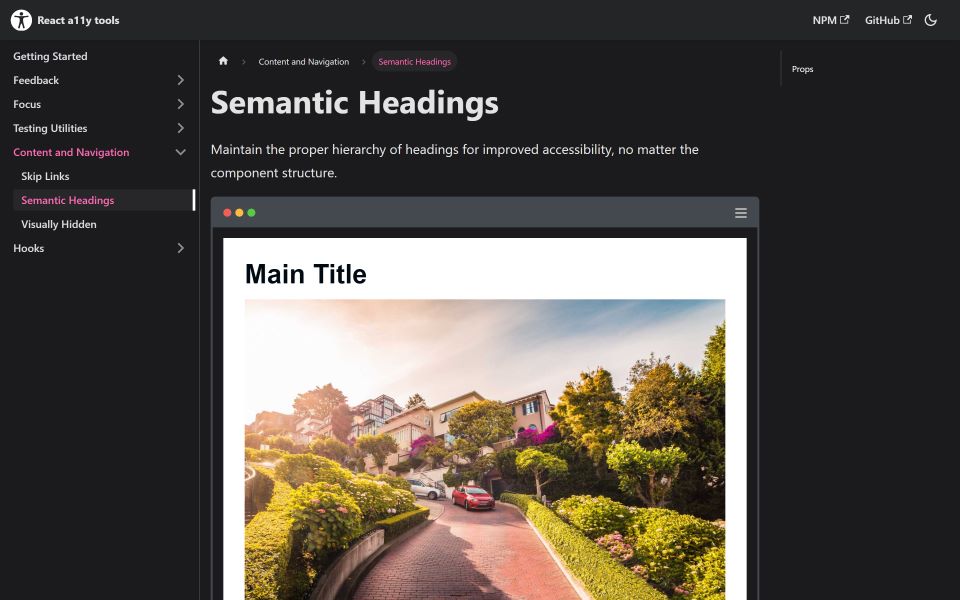 React a11y tools
NPM
GitHub
Getting Started
Feedback
Focus
Testing Utilities
Content and Navigation
Skip Links
Semantic Headings
Visually Hidden
Hooks
Content and Navigation
Semantic Headings
Semantic Headings
Maintain the proper hierarchy of headings for improved accessibility, no matter the
component structure.
Main Title
Props